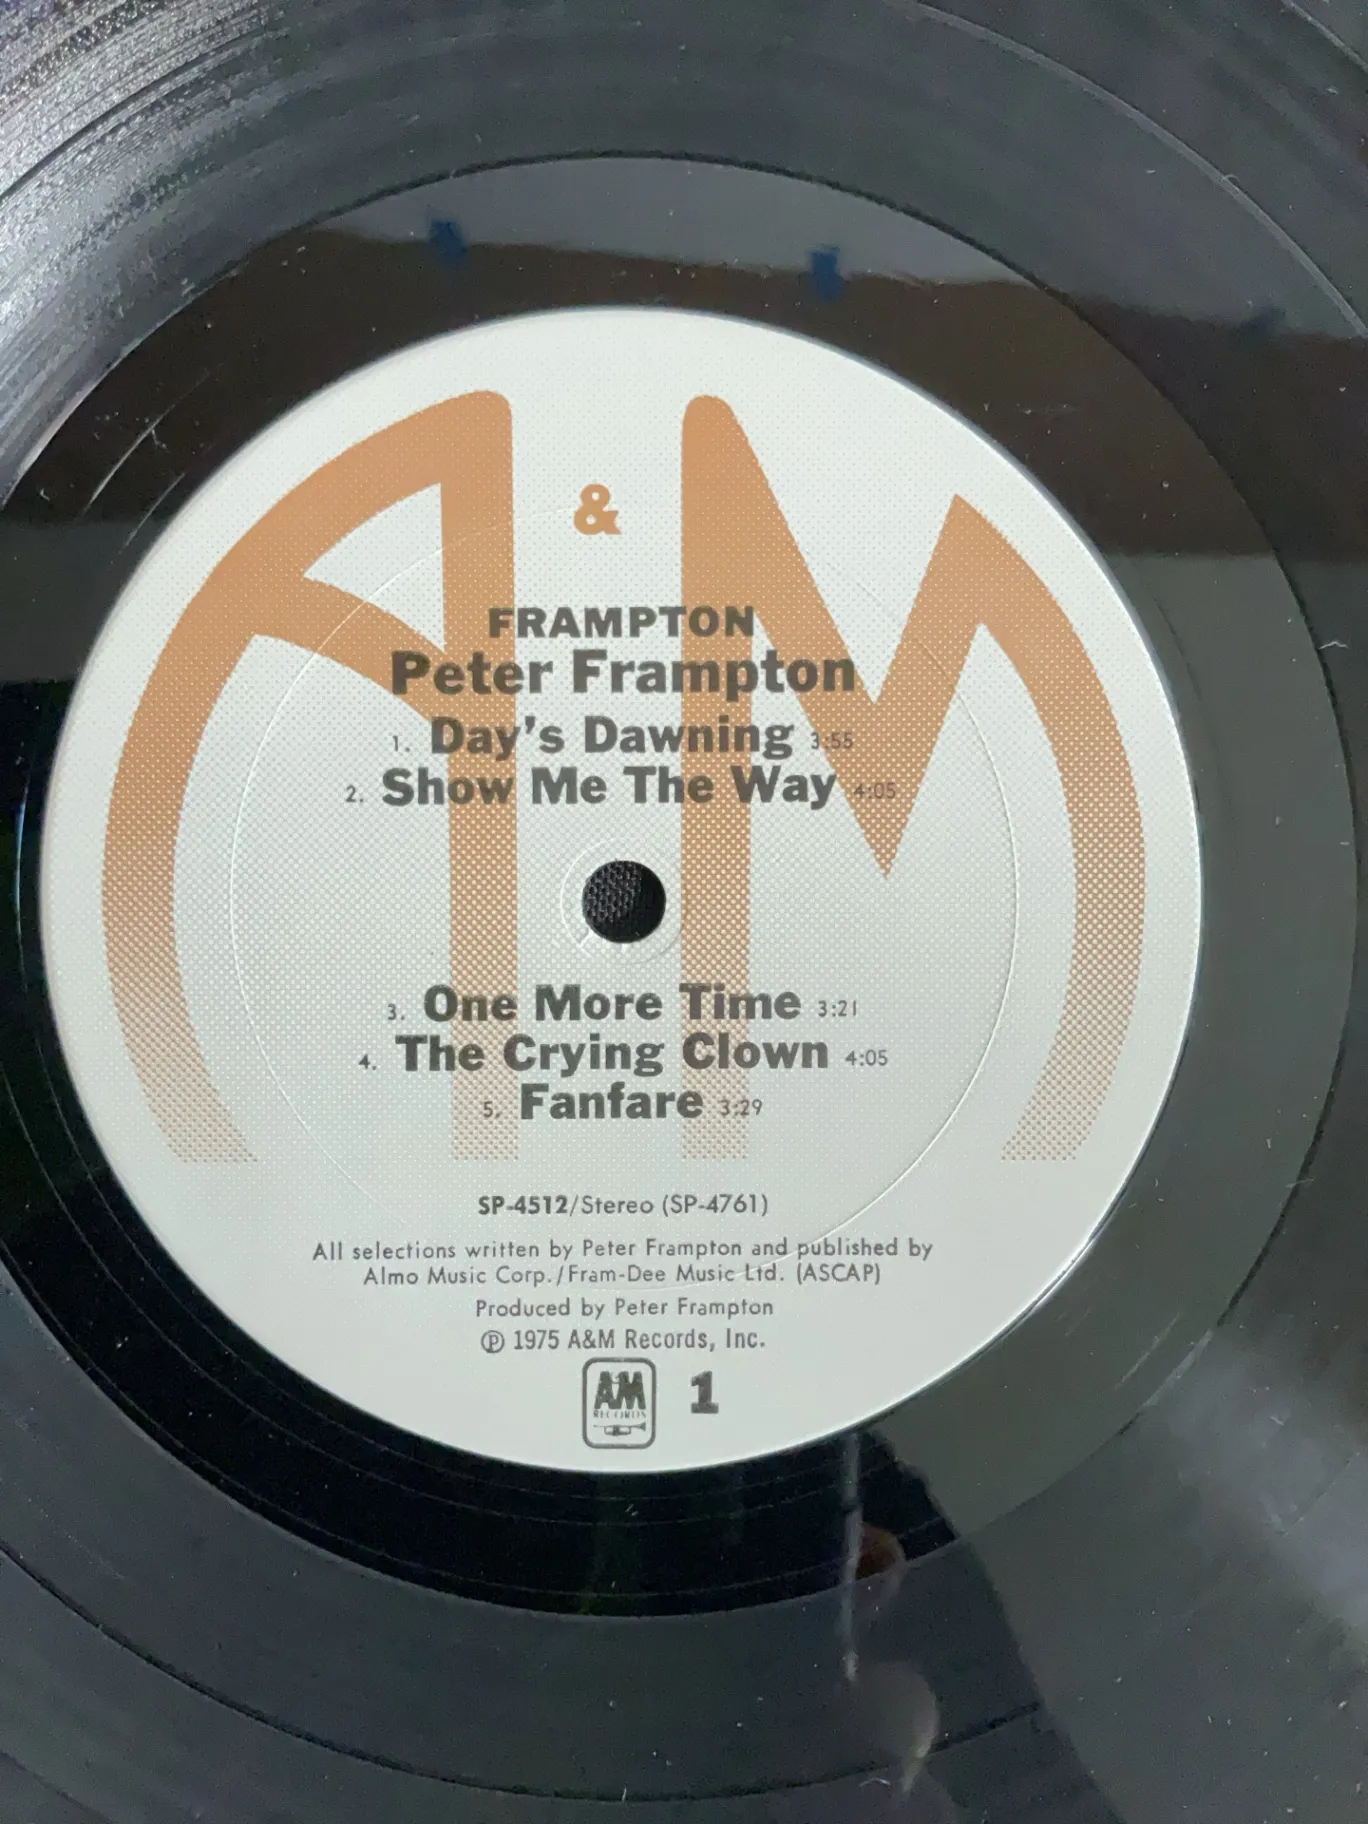 A & M
FRAMPTON
Peter Frampton
1. Day's Dawning 3:55
2. Show Me The Way 4:05
3. One More Time 3:21
4. The Crying Clown 4:05
5. Fanfare 3:29
SP-4512/Stereo (SP-4761)
All selections written by Peter Frampton and published by
Almo Music Corp./Fram-Dee Music Ltd. (ASCAP)
Produced by Peter Frampton
℗ 1975 A&M Records, Inc.
A&M RECORDS 1